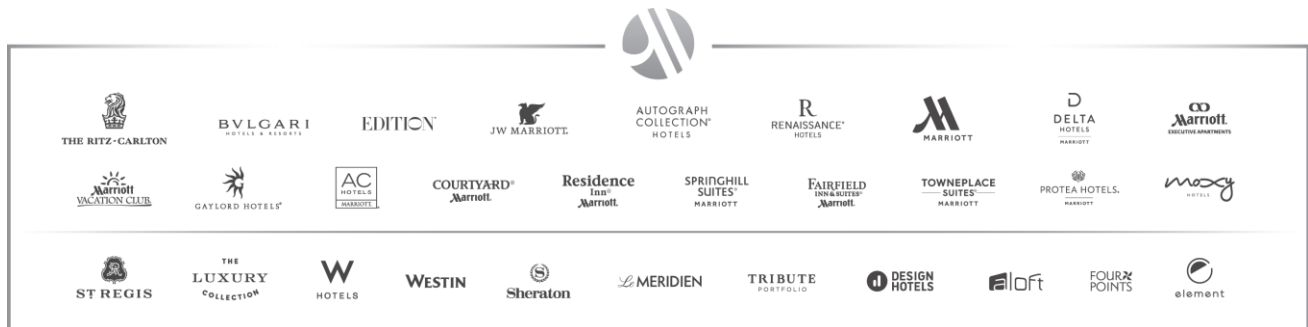 THE RITZ-CARLTON
BVLGARI
HOTELS & RESORTS
EDITION
JW MARRIOTT
AUTOGRAPH
COLLECTION®
HOTELS
R
RENAISSANCE®
HOTELS
MARRIOTT
D
DELTA
HOTELS
MARRIOTT
Marriott
EXECUTIVE APARTMENTS
Marriott
VACATION CLUB
GAYLORD HOTELS®
AC
HOTELS
MARRIOTT
COURTYARD®
Marriott
Residence
Inn®
Marriott
SPRINGHILL
SUITES®
MARRIOTT
FAIRFIELD
INN & SUITES®
Marriott
TOWNEPLACE
SUITES®
MARRIOTT
PROTEA HOTELS
MARRIOTT
moxy
HOTELS
ST REGIS
THE
LUXURY
COLLECTION
W
HOTELS
WESTIN
S
Sheraton
Le MERIDIEN
TRIBUTE
PORTFOLIO
DESIGN
HOTELS
aloft
FOUR
POINTS
element